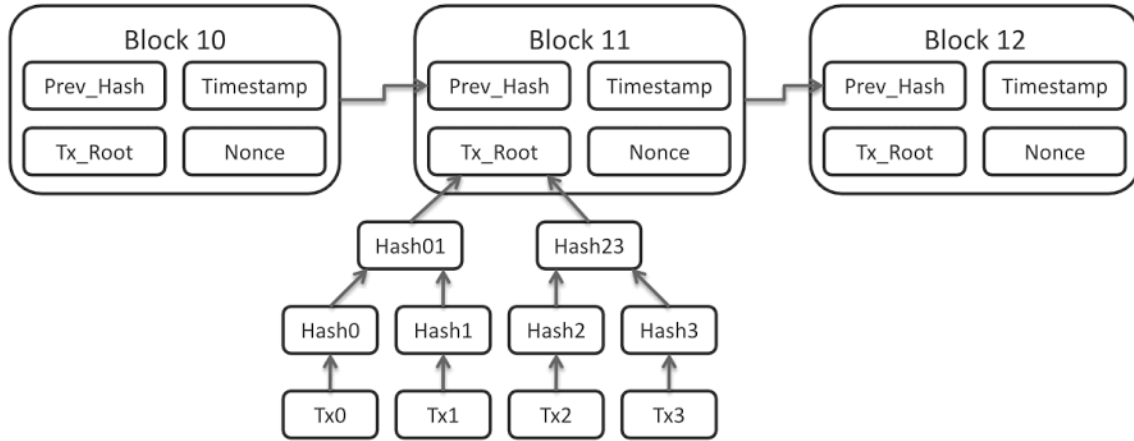 Block 10
Block 11
Block 12
Prev_Hash
Timestamp
Prev_Hash
Timestamp
Prev_Hash
Timestamp
Tx_Root
Nonce
Tx_Root
Nonce
Tx_Root
Nonce
Hash01
Hash23
Hash0
Hash1
Hash2
Hash3
Tx0
Tx1
Tx2
Tx3